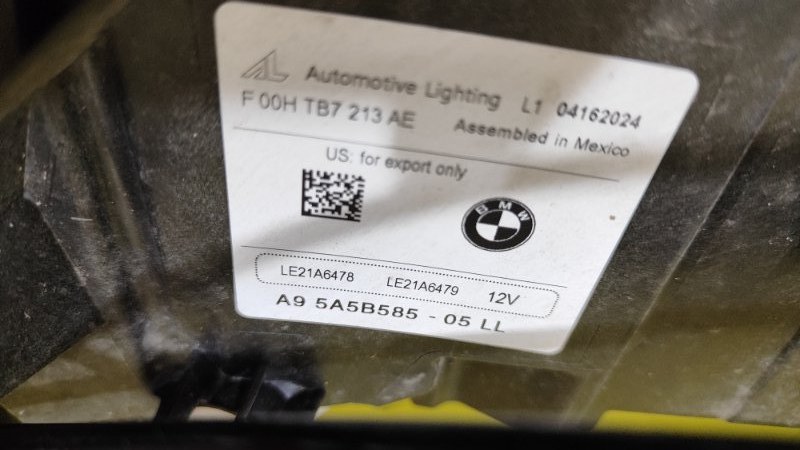 AL Automotive Lighting L1 04162024
F 00H TB7 213 AE Assembled in Mexico
US: for export only
BMW
LE21A6478 LE21A6479 12V
A9 5A5B585 - 05 LL